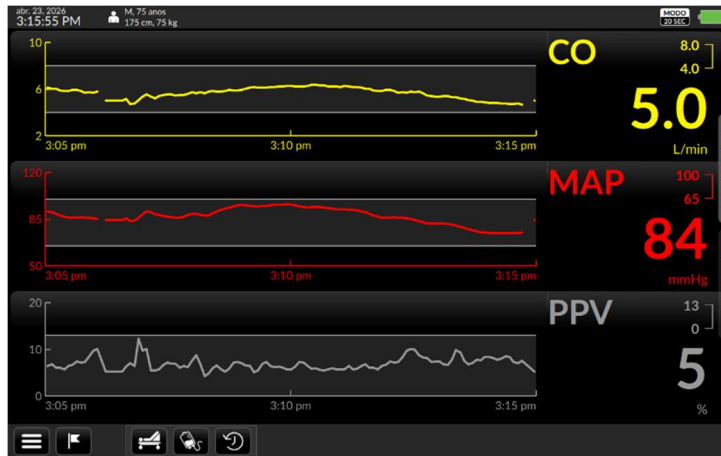 abr. 23, 2026
3:15:55 PM
M, 75 anos
175 cm, 75 kg
MODO
20 SEC
10
6
2
3:05 pm
3:10 pm
3:15 pm
CO
8.0
4.0
5.0
L/min
120
85
50
3:05 pm
3:10 pm
3:15 pm
MAP
100
65
84
mmHg
20
10
0
3:05 pm
3:10 pm
3:15 pm
PPV
13
0
5
%